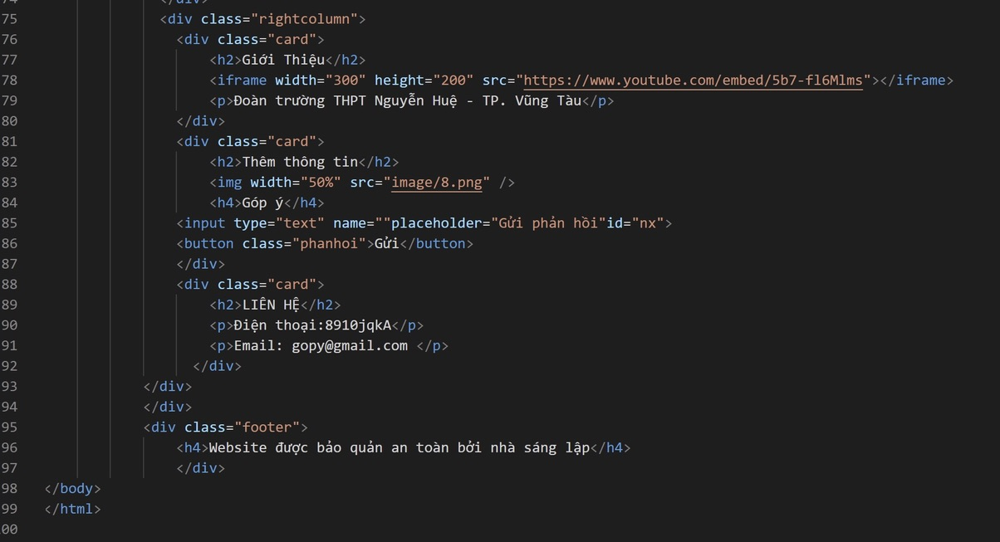 74 </div>
75 <div class="rightcolumn">
76 <div class="card">
77 <h2>Giới Thiệu</h2>
78 <iframe width="300" height="200" src="https://www.youtube.com/embed/5b7-fl6Mlms"></iframe>
79 <p>Đoàn trường THPT Nguyễn Huệ - TP. Vũng Tàu</p>
80 </div>
81 <div class="card">
82 <h2>Thêm thông tin</h2>
83 <img width="50%" src="image/8.png" />
84 <h4>Góp ý</h4>
85 <input type="text" name=""placeholder="Gửi phản hồi"id="nx">
86 <button class="phanhoi">Gửi</button>
87 </div>
88 <div class="card">
89 <h2>LIÊN HỆ</h2>
90 <p>Điện thoại:8910jqkA</p>
91 <p>Email: gopy@gmail.com </p>
92 </div>
93 </div>
94 </div>
95 <div class="footer">
96 <h4>Website được bảo quản an toàn bởi nhà sáng lập</h4>
97 </div>
98 </body>
99 </html>
100